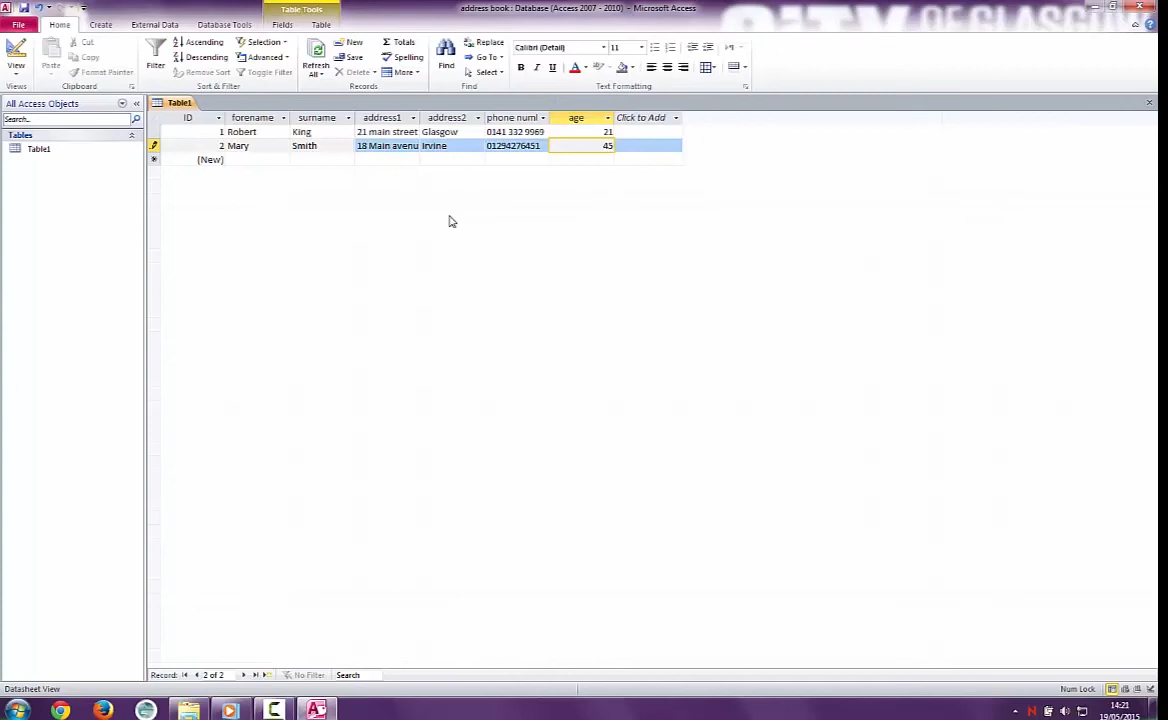 Table Tools
address book : Database (Access 2007 - 2010) – Microsoft Access
CITY OF GLASGOW
File Home Create External Data Database Tools Fields Table
View
Views
Paste
Cut
Copy
Format Painter
Clipboard
Filter
Ascending
Descending
Remove Sort
Selection
Advanced
Toggle Filter
Sort & Filter
Refresh All
New
Save
Delete
Totals
Spelling
More
Records
Find
Replace
Go To
Select
Find
Calibri (Detail) 11
B I U A
Text Formatting
All Access Objects
Search...
Tables
Table1
Table1
ID forename surname address1 address2 phone numl age Click to Add
1 Robert King 21 main street Glasgow 0141 332 9969 21
2 Mary Smith 18 Main avenu Irvine 01294276451 45
(New)
Record: 2 of 2 No Filter Search
Datasheet View Num Lock
14:21
19/05/2015